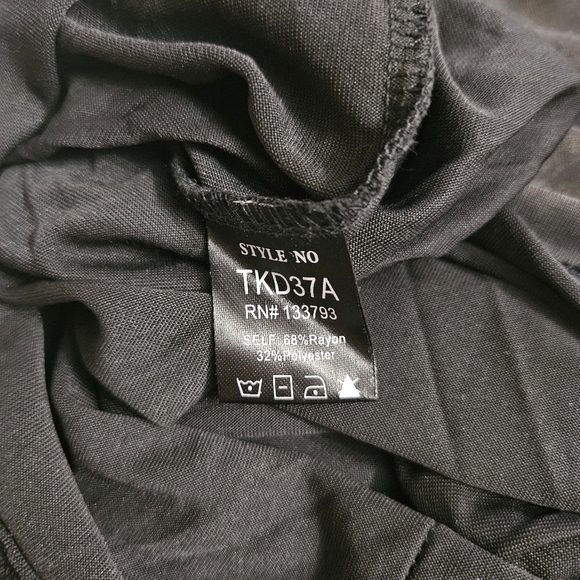 STYLE NO
TKD37A
RN# 133793
SELF: 68%Rayon
32%Polyester